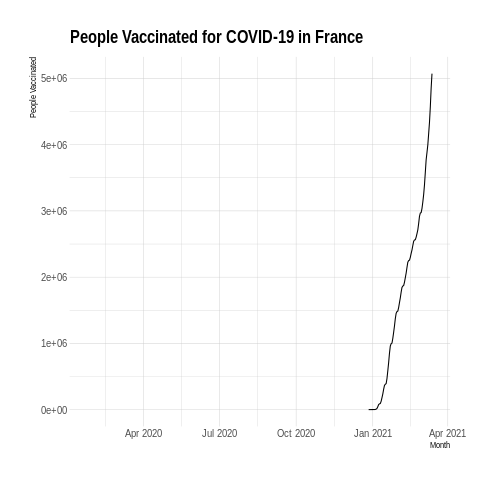 People Vaccinated for COVID-19 in France
People Vaccinated
5e+06
4e+06
3e+06
2e+06
1e+06
0e+00
Apr 2020 Jul 2020 Oct 2020 Jan 2021 Apr 2021
Month